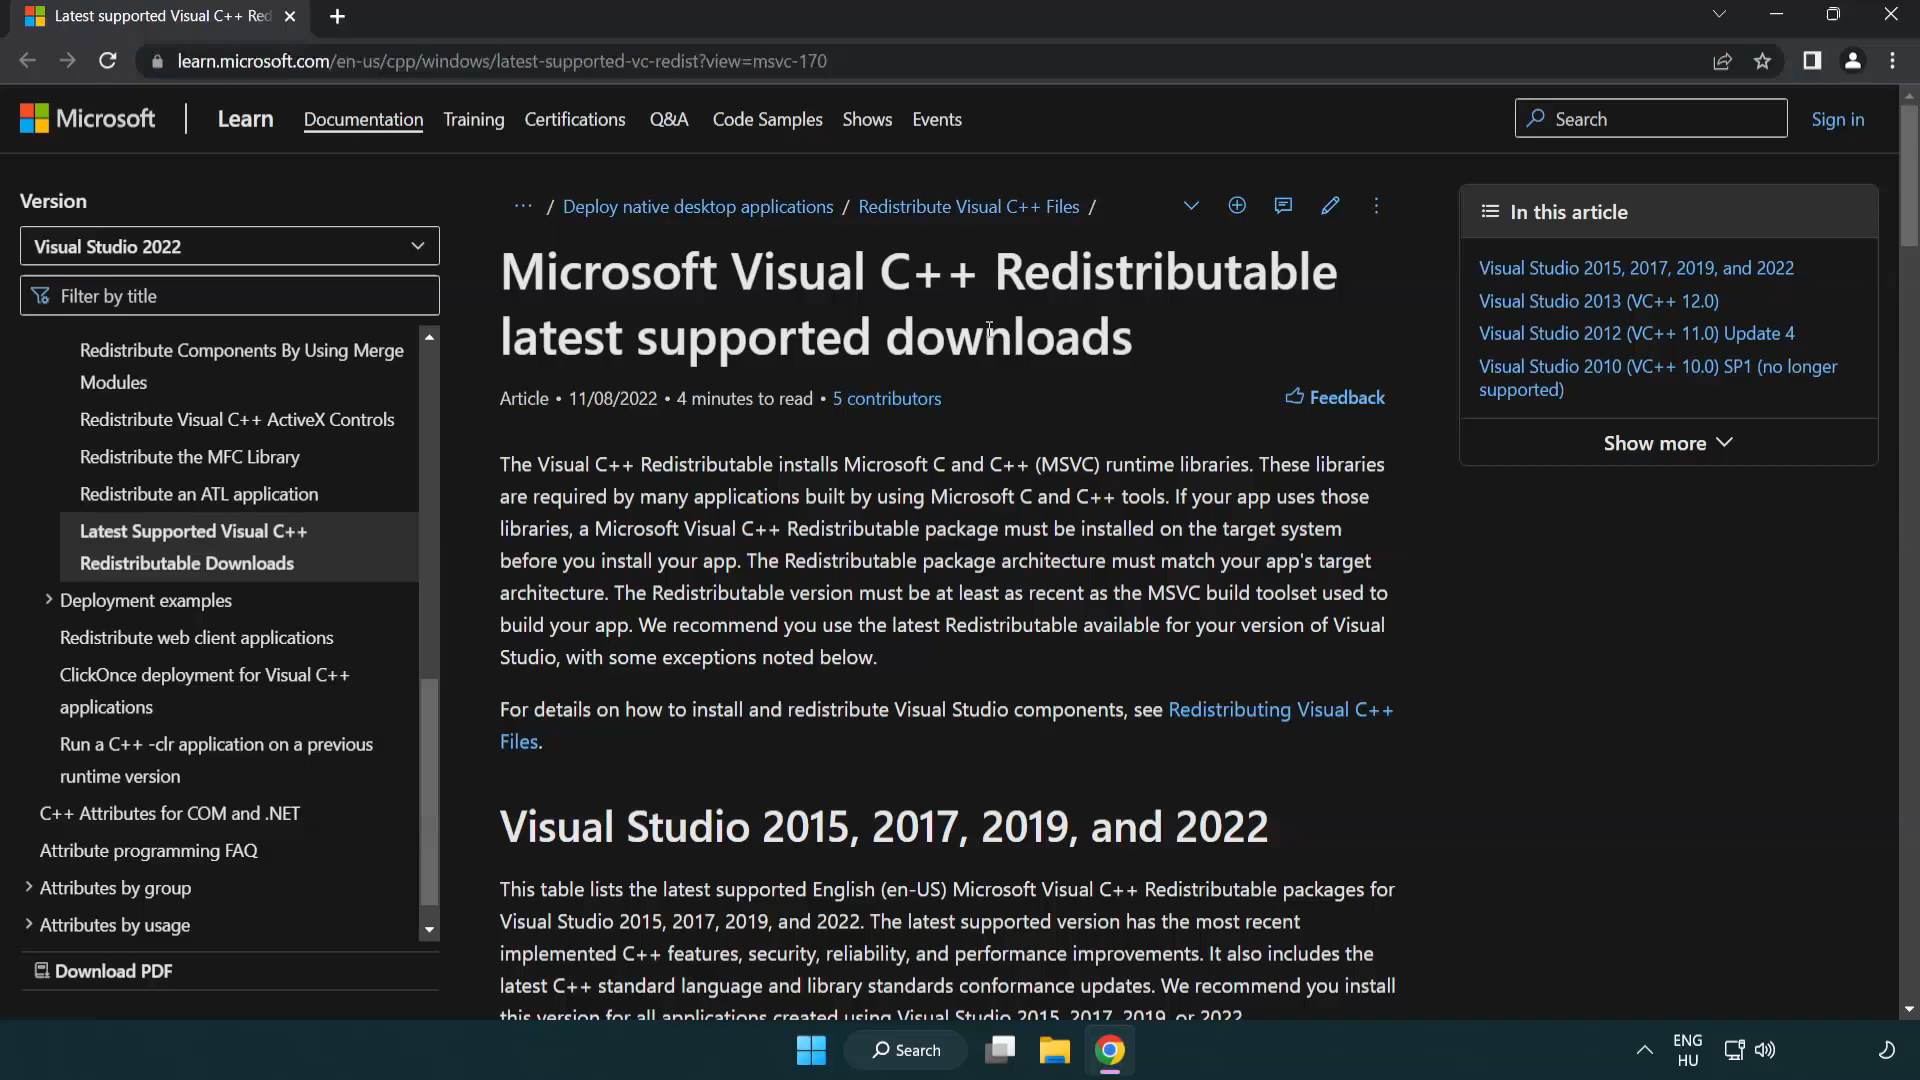 Latest supported Visual C++ Red
learn.microsoft.com/en-us/cpp/windows/latest-supported-vc-redist?view=msvc-170
Microsoft
Learn
Documentation
Training
Certifications
Q&A
Code Samples
Shows
Events
Search
Sign in
Version
Visual Studio 2022
Filter by title
Redistribute Components By Using Merge
Modules
Redistribute Visual C++ ActiveX Controls
Redistribute the MFC Library
Redistribute an ATL application
Latest Supported Visual C++
Redistributable Downloads
Deployment examples
Redistribute web client applications
ClickOnce deployment for Visual C++
applications
Run a C++ -clr application on a previous
runtime version
C++ Attributes for COM and .NET
Attribute programming FAQ
Attributes by group
Attributes by usage
Download PDF
··· / Deploy native desktop applications / Redistribute Visual C++ Files /
Microsoft Visual C++ Redistributable
latest supported downloads
Article • 11/08/2022 • 4 minutes to read • 5 contributors
Feedback
The Visual C++ Redistributable installs Microsoft C and C++ (MSVC) runtime libraries. These libraries
are required by many applications built by using Microsoft C and C++ tools. If your app uses those
libraries, a Microsoft Visual C++ Redistributable package must be installed on the target system
before you install your app. The Redistributable package architecture must match your app's target
architecture. The Redistributable version must be at least as recent as the MSVC build toolset used to
build your app. We recommend you use the latest Redistributable available for your version of Visual
Studio, with some exceptions noted below.
For details on how to install and redistribute Visual Studio components, see Redistributing Visual C++
Files.
Visual Studio 2015, 2017, 2019, and 2022
This table lists the latest supported English (en-US) Microsoft Visual C++ Redistributable packages for
Visual Studio 2015, 2017, 2019, and 2022. The latest supported version has the most recent
implemented C++ features, security, reliability, and performance improvements. It also includes the
latest C++ standard language and library standards conformance updates. We recommend you install
this version for all applications created using Visual Studio 2015, 2017, 2019, or 2022.
In this article
Visual Studio 2015, 2017, 2019, and 2022
Visual Studio 2013 (VC++ 12.0)
Visual Studio 2012 (VC++ 11.0) Update 4
Visual Studio 2010 (VC++ 10.0) SP1 (no longer
supported)
Show more
Search
ENG
HU